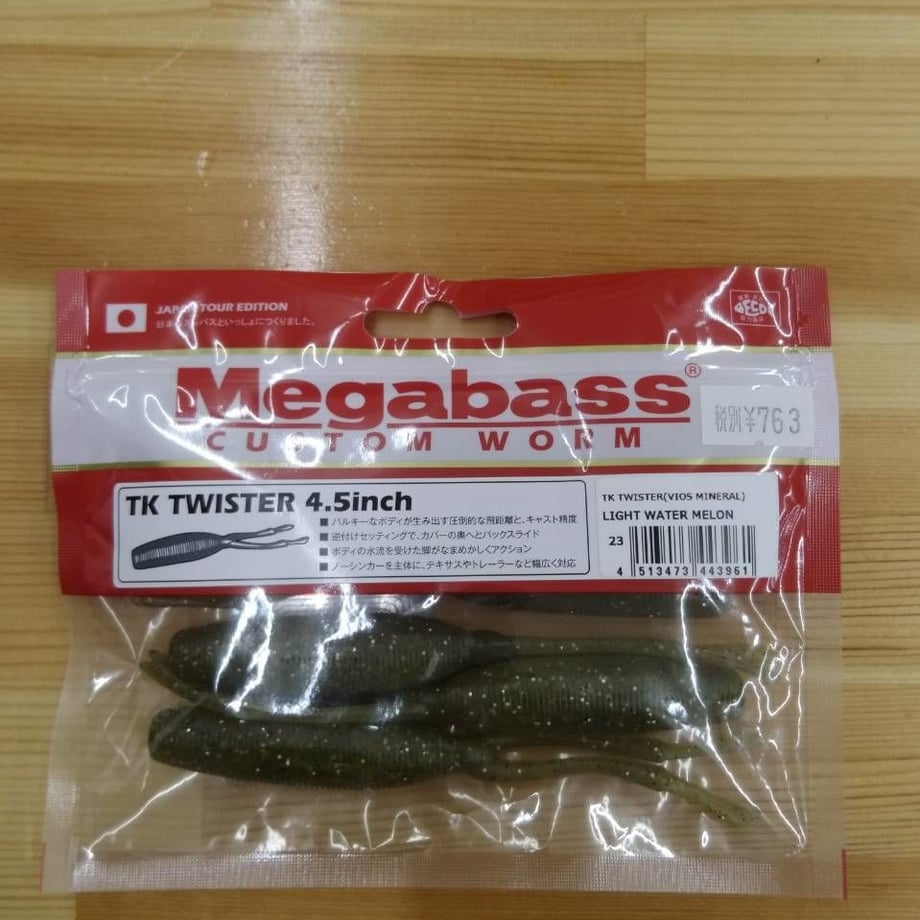 JAPAN TOUR EDITION
日本のバスといっしょにつくりました。
DECOY
Megabass®
CUSTOM WORM
税別¥763
TK TWISTER 4.5inch
■バルキーなボディが生み出す圧倒的な飛距離と、キャスト精度
■逆付けセッティングで、カバーの奥へとバックスライド
■ボディの水流を受けた脚がなまめかしくアクション
■ノーシンカーを主体に、テキサスやトレーラーなど幅広く対応
TK TWISTER(VIOS MINERAL)
LIGHT WATER MELON
23
4 513473 443961